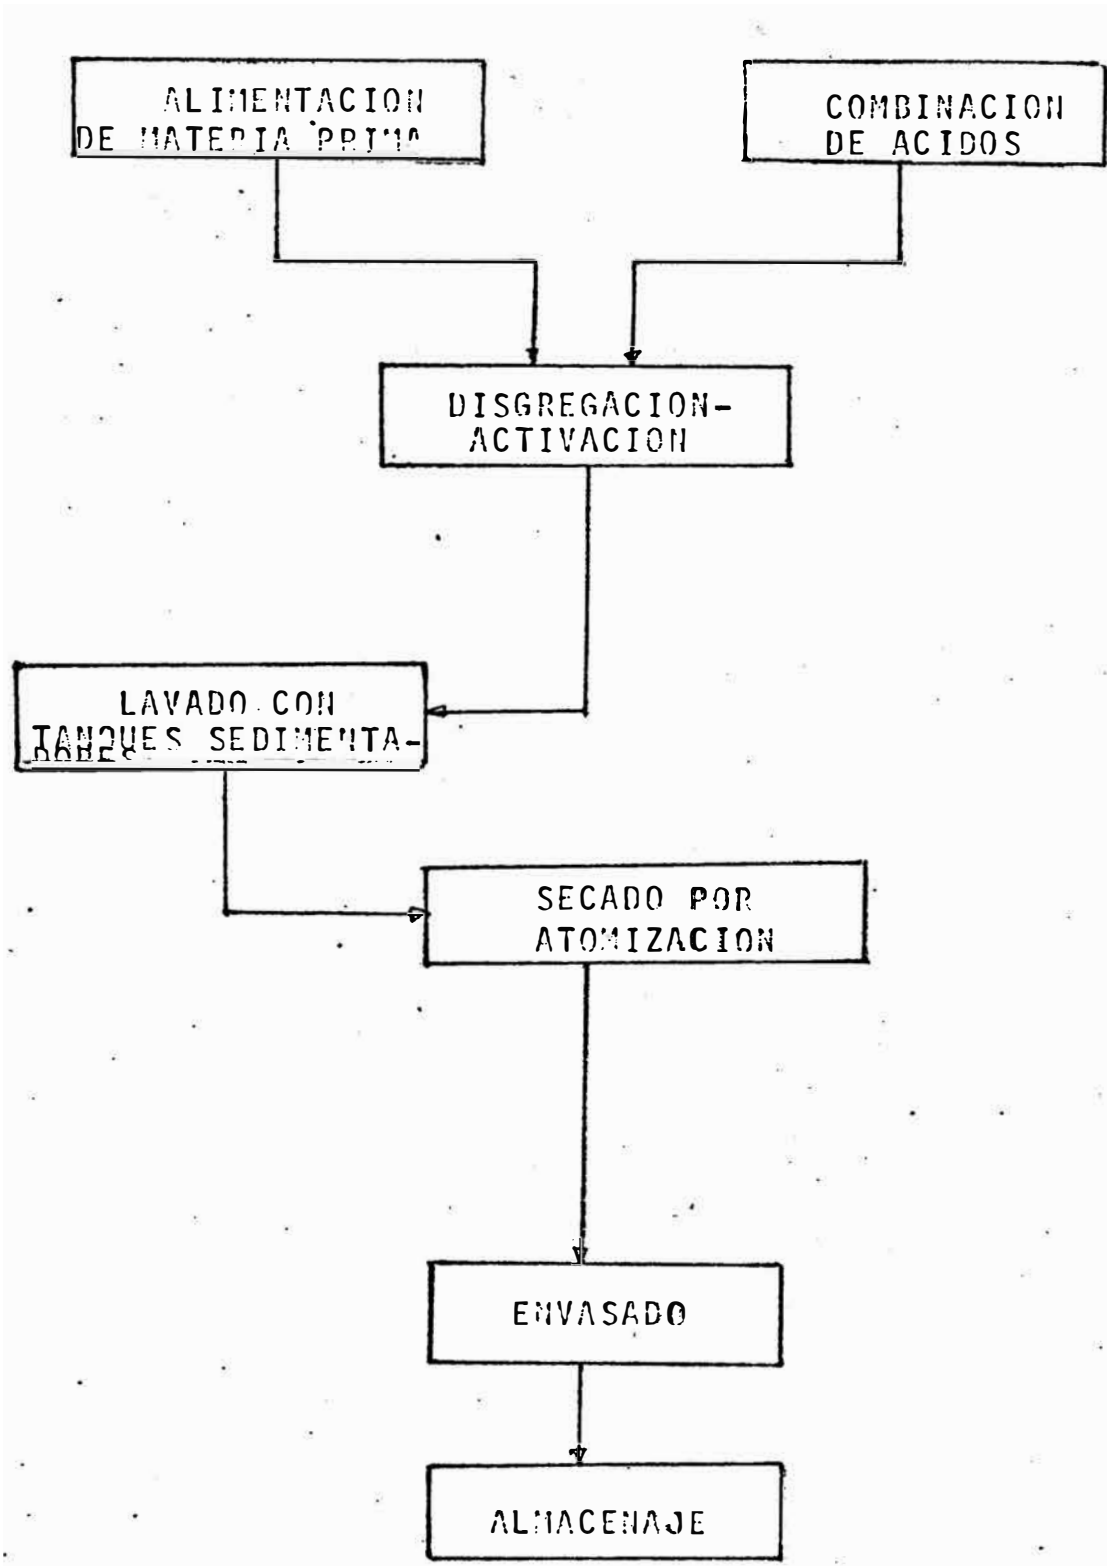 ALIMENTACION
DE MATERIA PRIMA
COMBINACION
DE ACIDOS
DISGREGACION-
ACTIVACION
LAVADO CON
TANQUES SEDIMENTA-
SECADO POR
ATOMIZACION
ENVASADO
ALMACENAJE